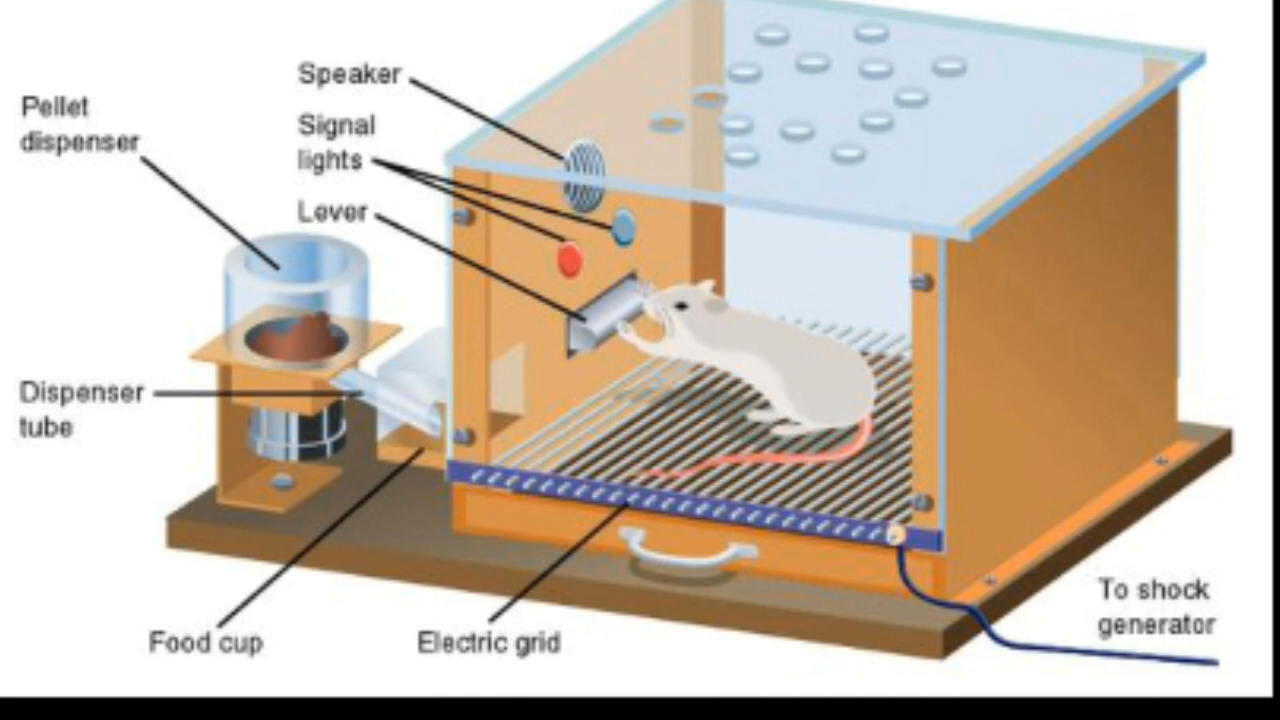 Speaker
Pellet
dispenser
Signal
lights
Lever
Dispenser
tube
Food cup
Electric grid
To shock
generator